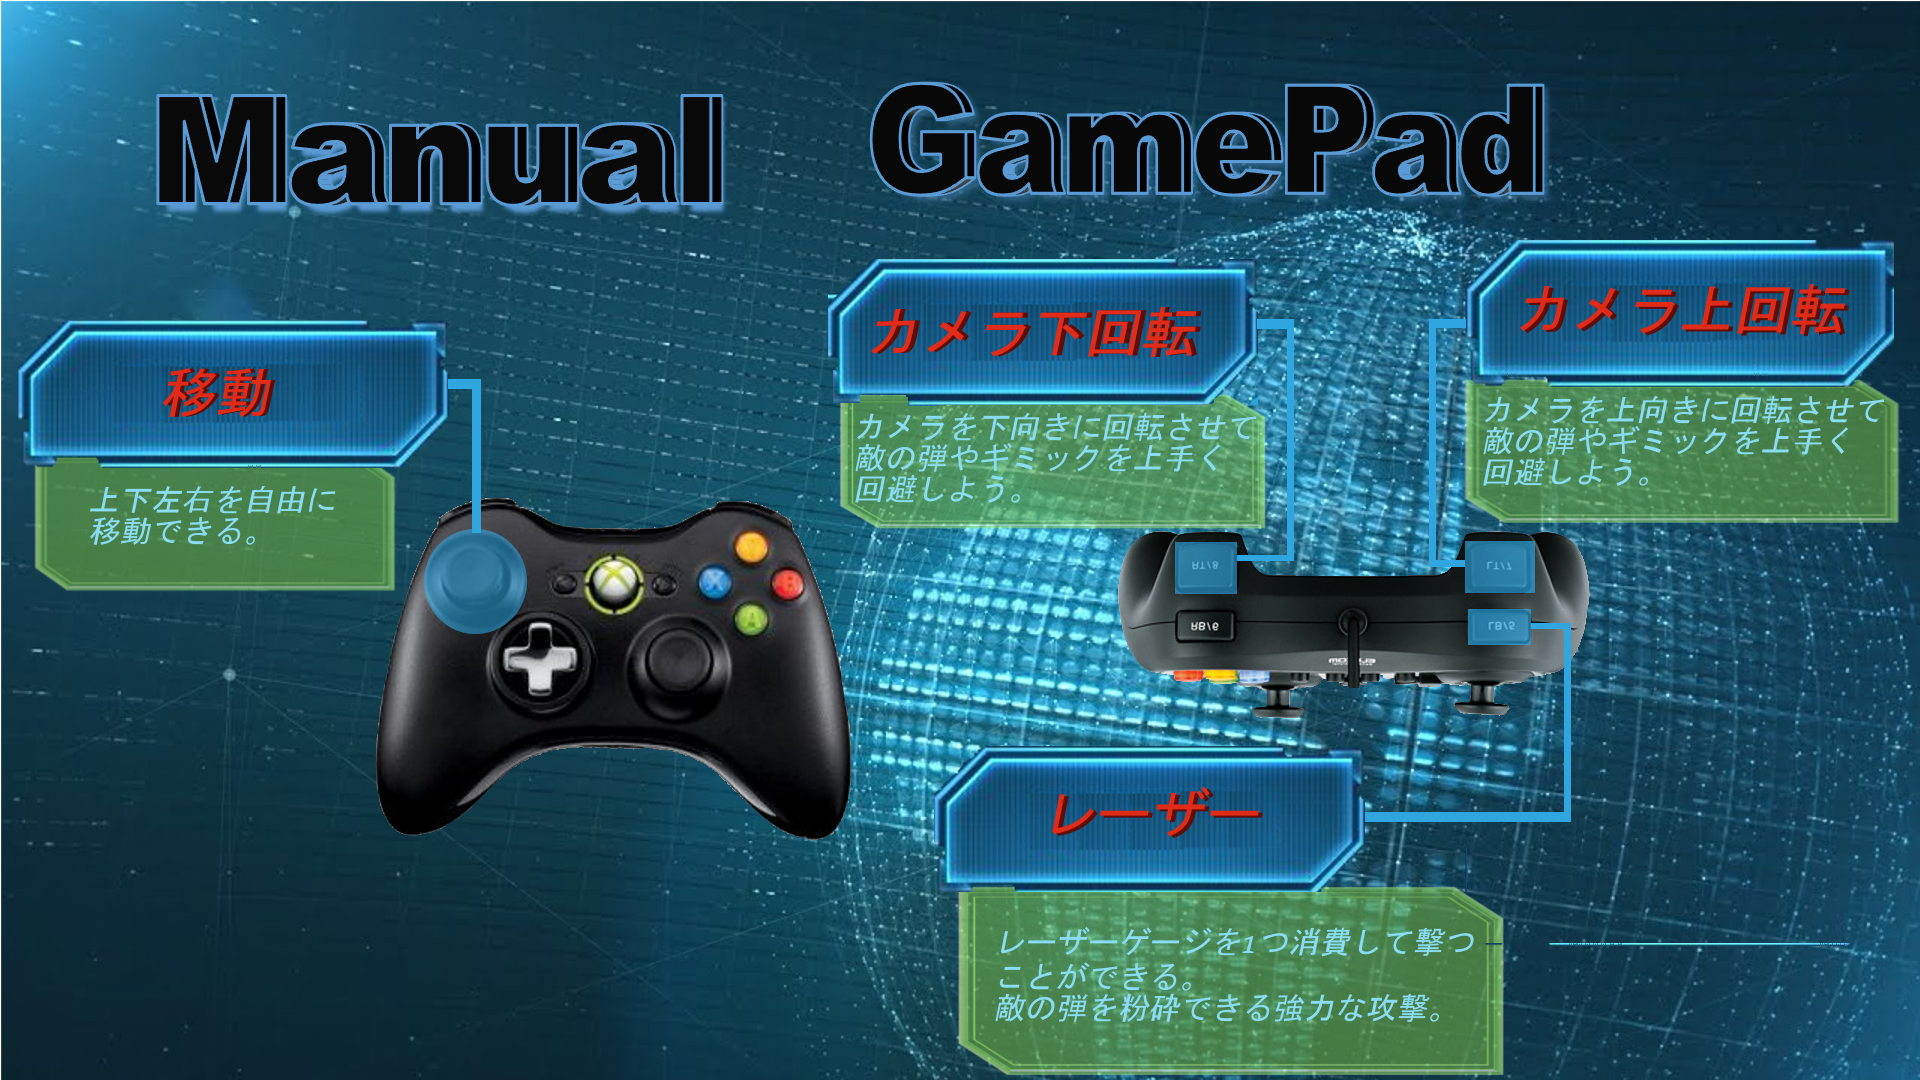 Manual GamePad
移動
上下左右を自由に
移動できる。
カメラ下回転
カメラを下向きに回転させて
敵の弾やギミックを上手く
回避しよう。
カメラ上回転
カメラを上向きに回転させて
敵の弾やギミックを上手く
回避しよう。
X
Y
B
A
RT/8
LT/7
RB/6
LB/5
レーザー
レーザーゲージを1つ消費して撃つ
ことができる。
敵の弾を粉砕できる強力な攻撃。